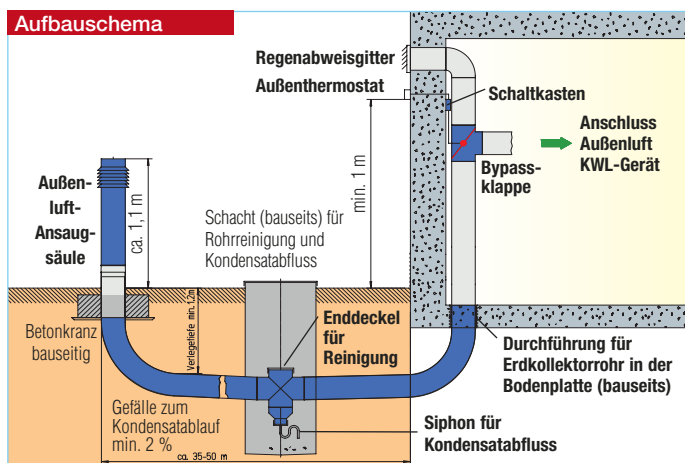 Aufbauschema
Regenabweisgitter
Außenthermostat
Schaltkasten
Anschluss
Außenluft
KWL-Gerät
Bypass-
klappe
min. 1 m
Außen-
luft-
Ansaug-
säule
ca. 1,1 m
Schacht (bauseits) für
Rohrreinigung und
Kondensatabfluss
Betonkranz
bauseitig
Verlegetiefe min. 1,2m
Enddeckel
für
Reinigung
Durchführung für
Erdkollektorrohr in der
Bodenplatte (bauseits)
Gefälle zum
Kondensatablauf
min. 2 %
Siphon für
Kondensatabfluss
ca. 35-50 m